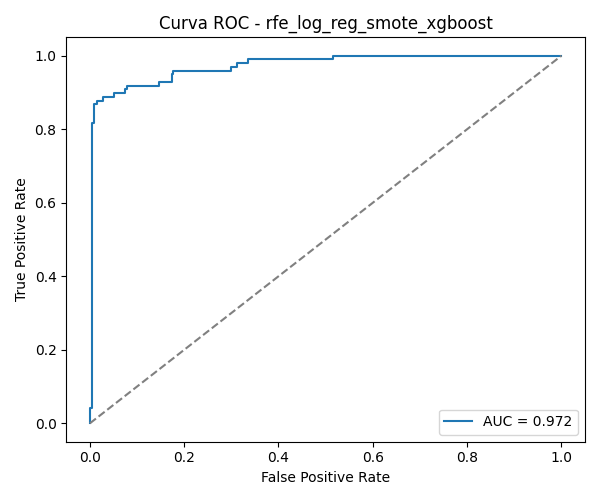 Curva ROC - rfe_log_reg_smote_xgboost
1.0
0.8
0.6
0.4
0.2
0.0
True Positive Rate
AUC = 0.972
0.0 0.2 0.4 0.6 0.8 1.0
False Positive Rate